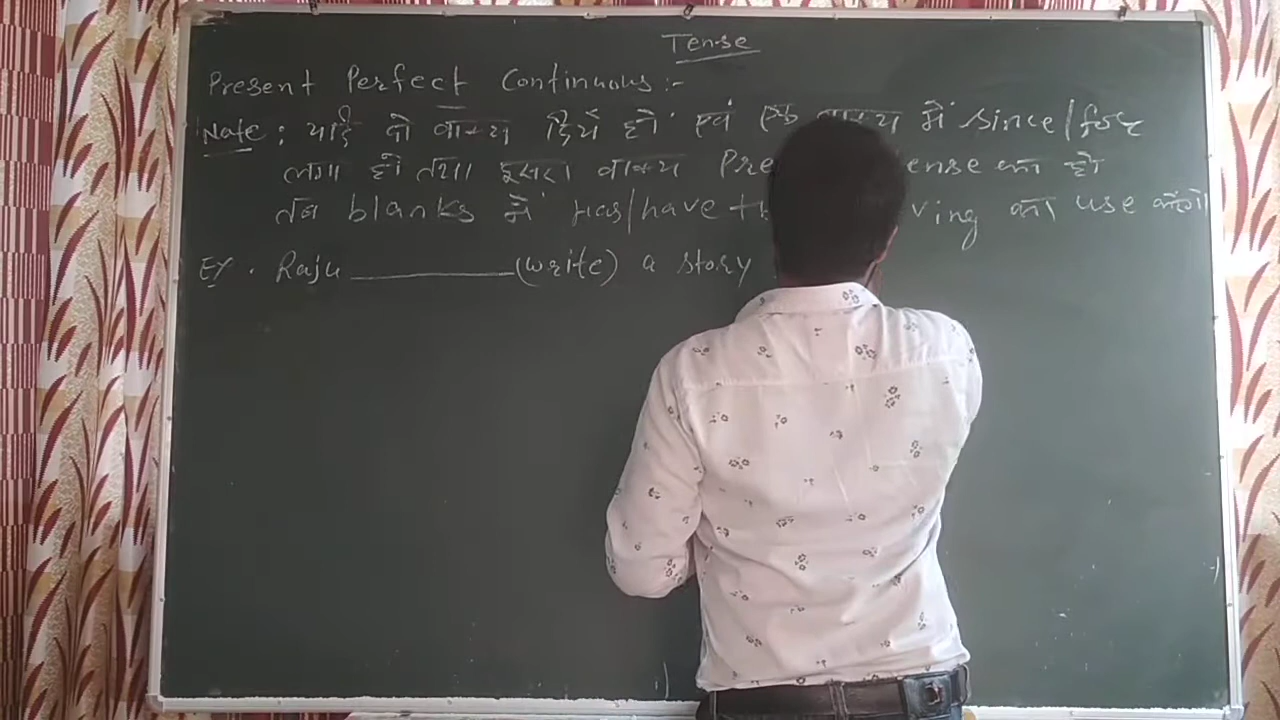 Tense
Present Perfect Continuous :-
Note : यदि दो वाक्य दिये हो एवं एक वाक्य में since/for
लगा हो तथा दूसरा वाक्य Pre ense का हो
तब blanks में has/have + ving का use करेगें
Ex. Raju ________ (write) a story